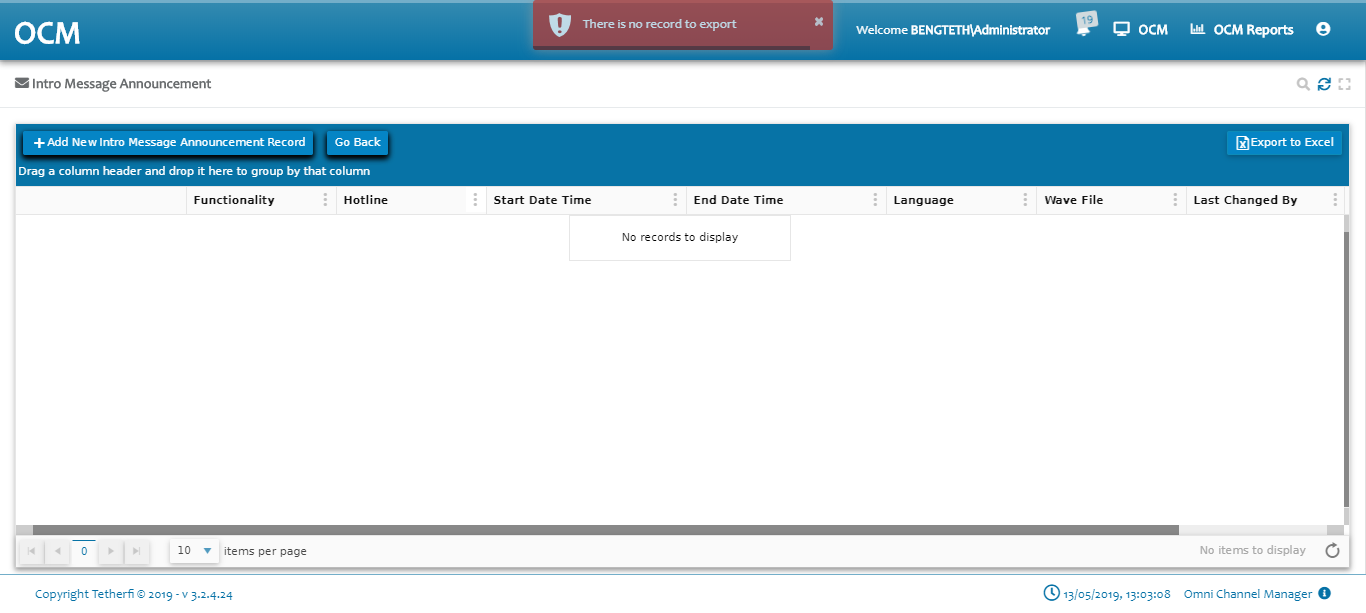 OCM
There is no record to export
Welcome BENGTETH\Administrator
19
OCM
OCM Reports
Intro Message Announcement
Add New Intro Message Announcement Record
Go Back
Export to Excel
Drag a column header and drop it here to group by that column
Functionality
Hotline
Start Date Time
End Date Time
Language
Wave File
Last Changed By
No records to display
0
10
items per page
No items to display
Copyright Tetherfi © 2019 - v 3.2.4.24
13/05/2019, 13:03:08
Omni Channel Manager